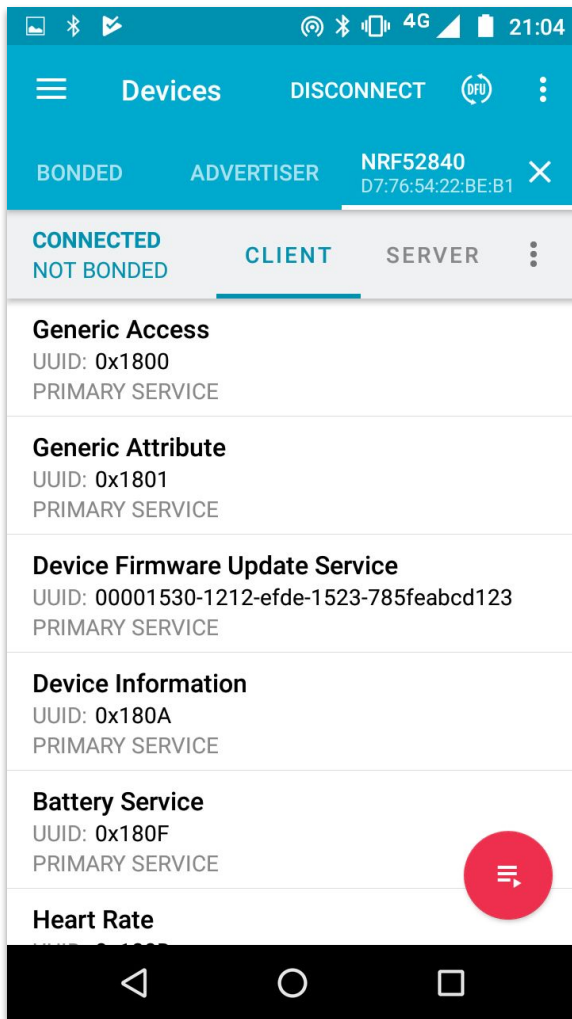 4G 21:04
Devices DISCONNECT DFU
BONDED ADVERTISER NRF52840
D7:76:54:22:BE:B1
CONNECTED
NOT BONDED CLIENT SERVER
Generic Access
UUID: 0x1800
PRIMARY SERVICE
Generic Attribute
UUID: 0x1801
PRIMARY SERVICE
Device Firmware Update Service
UUID: 00001530-1212-efde-1523-785feabcd123
PRIMARY SERVICE
Device Information
UUID: 0x180A
PRIMARY SERVICE
Battery Service
UUID: 0x180F
PRIMARY SERVICE
Heart Rate